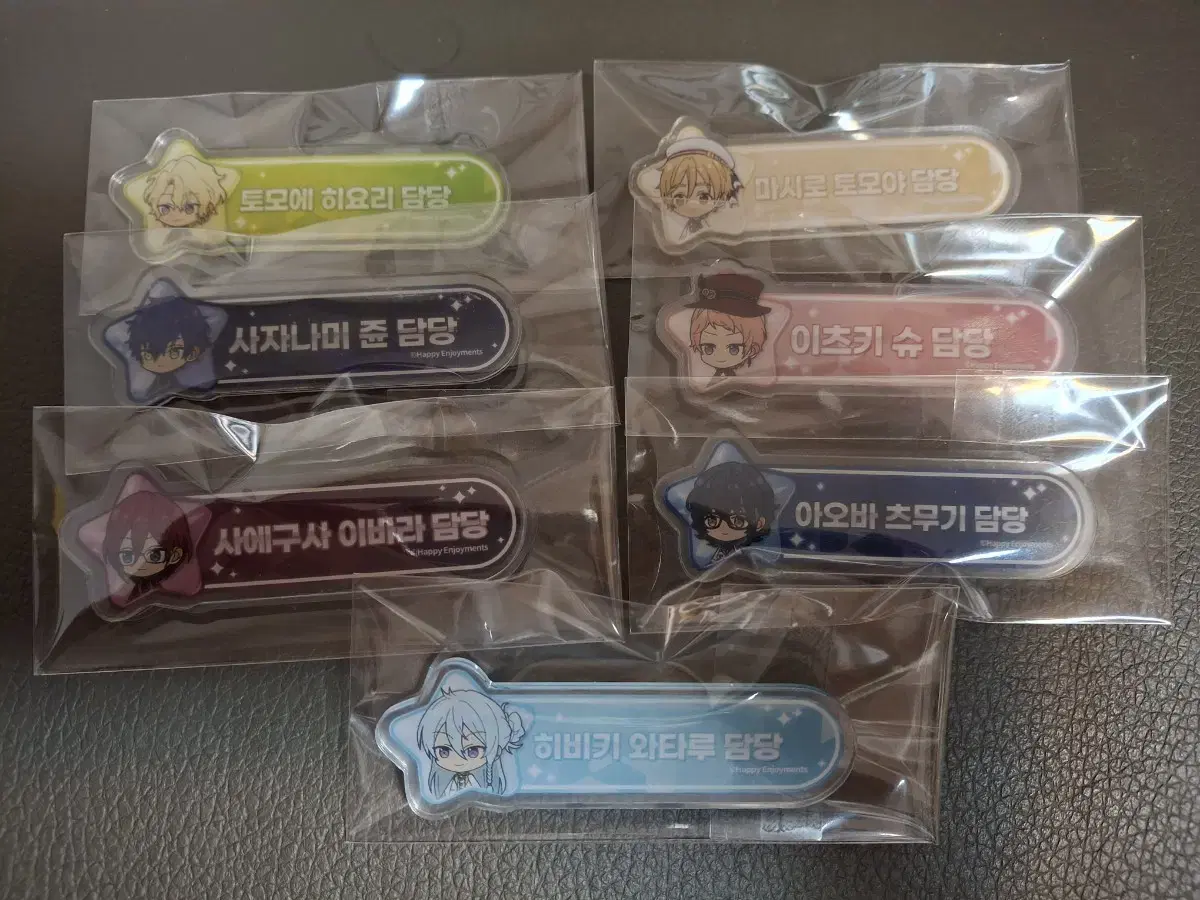 토모에 히요리 담당
마시로 토모야 담당
사자나미 쥰 담당
©Happy Enjoyments
이츠키 슈 담당
사에구사 이바라 담당
©Happy Enjoyments
아오바 츠무기 담당
©Happy Enjoyments
히비키 와타루 담당
©Happy Enjoyments